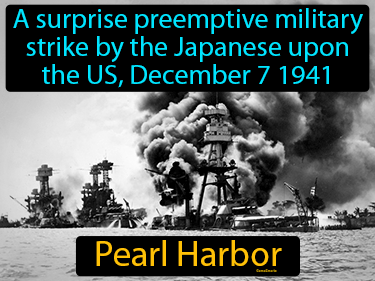 A surprise preemptive military
strike by the Japanese upon
the US, December 7 1941
Pearl Harbor